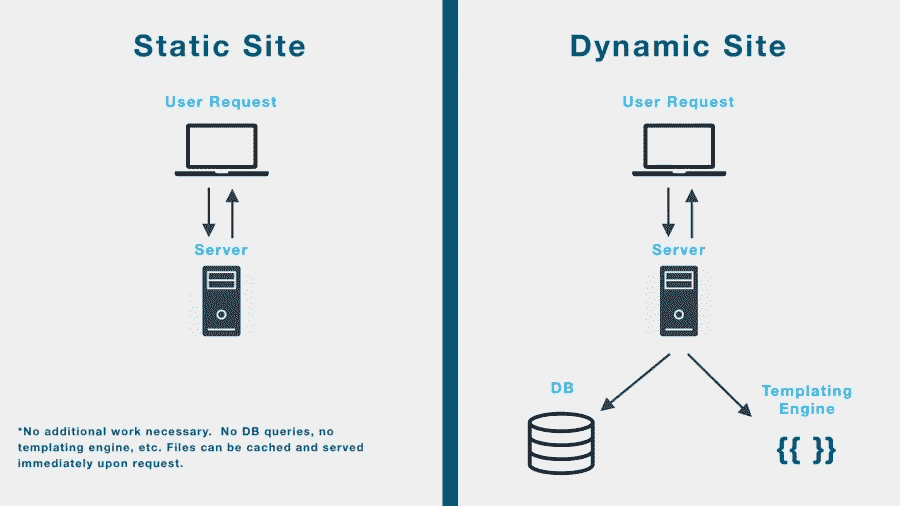 Static Site
User Request
Server
*No additional work necessary.  No DB queries, no
templating engine, etc. Files can be cached and served
immediately upon request.
Dynamic Site
User Request
Server
DB
Templating
Engine
{{ }}